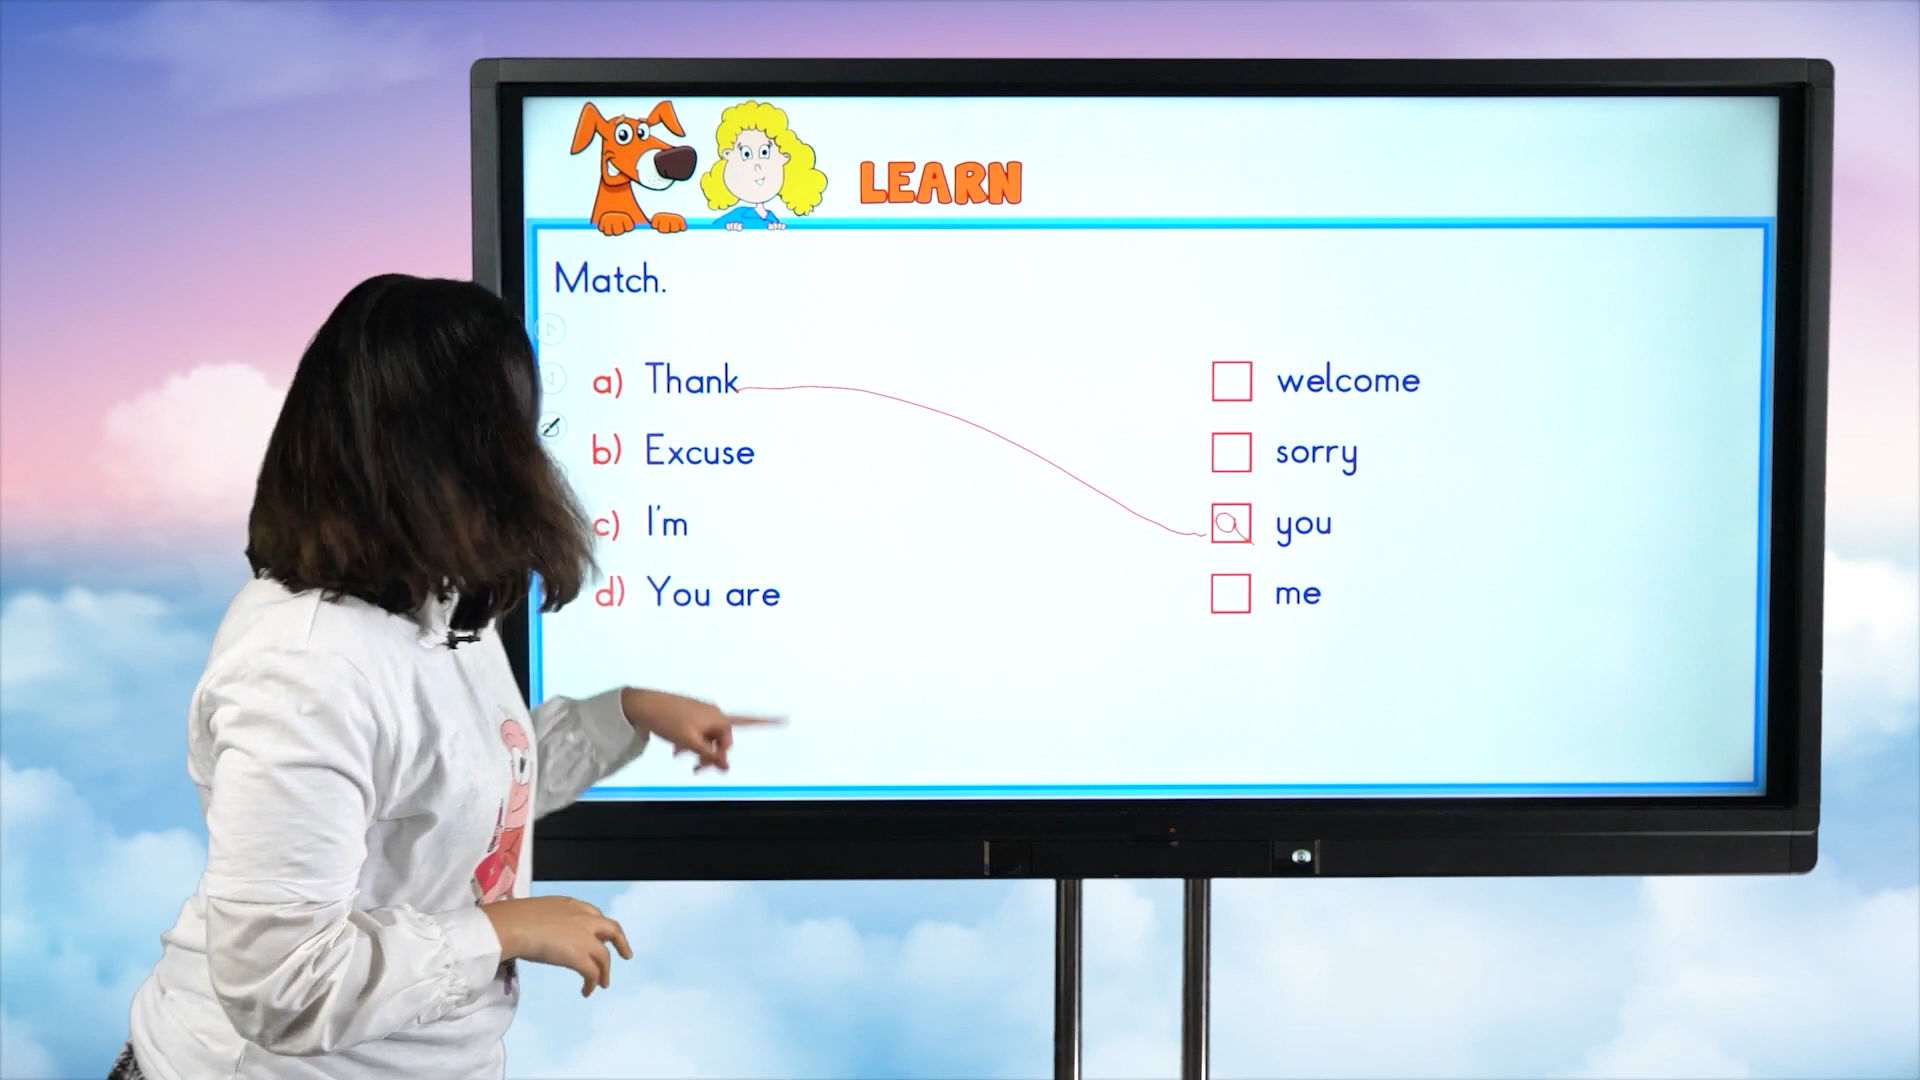 LEARN
Match.
a) Thank
welcome
b) Excuse
sorry
c) I'm
a you
d) You are
me